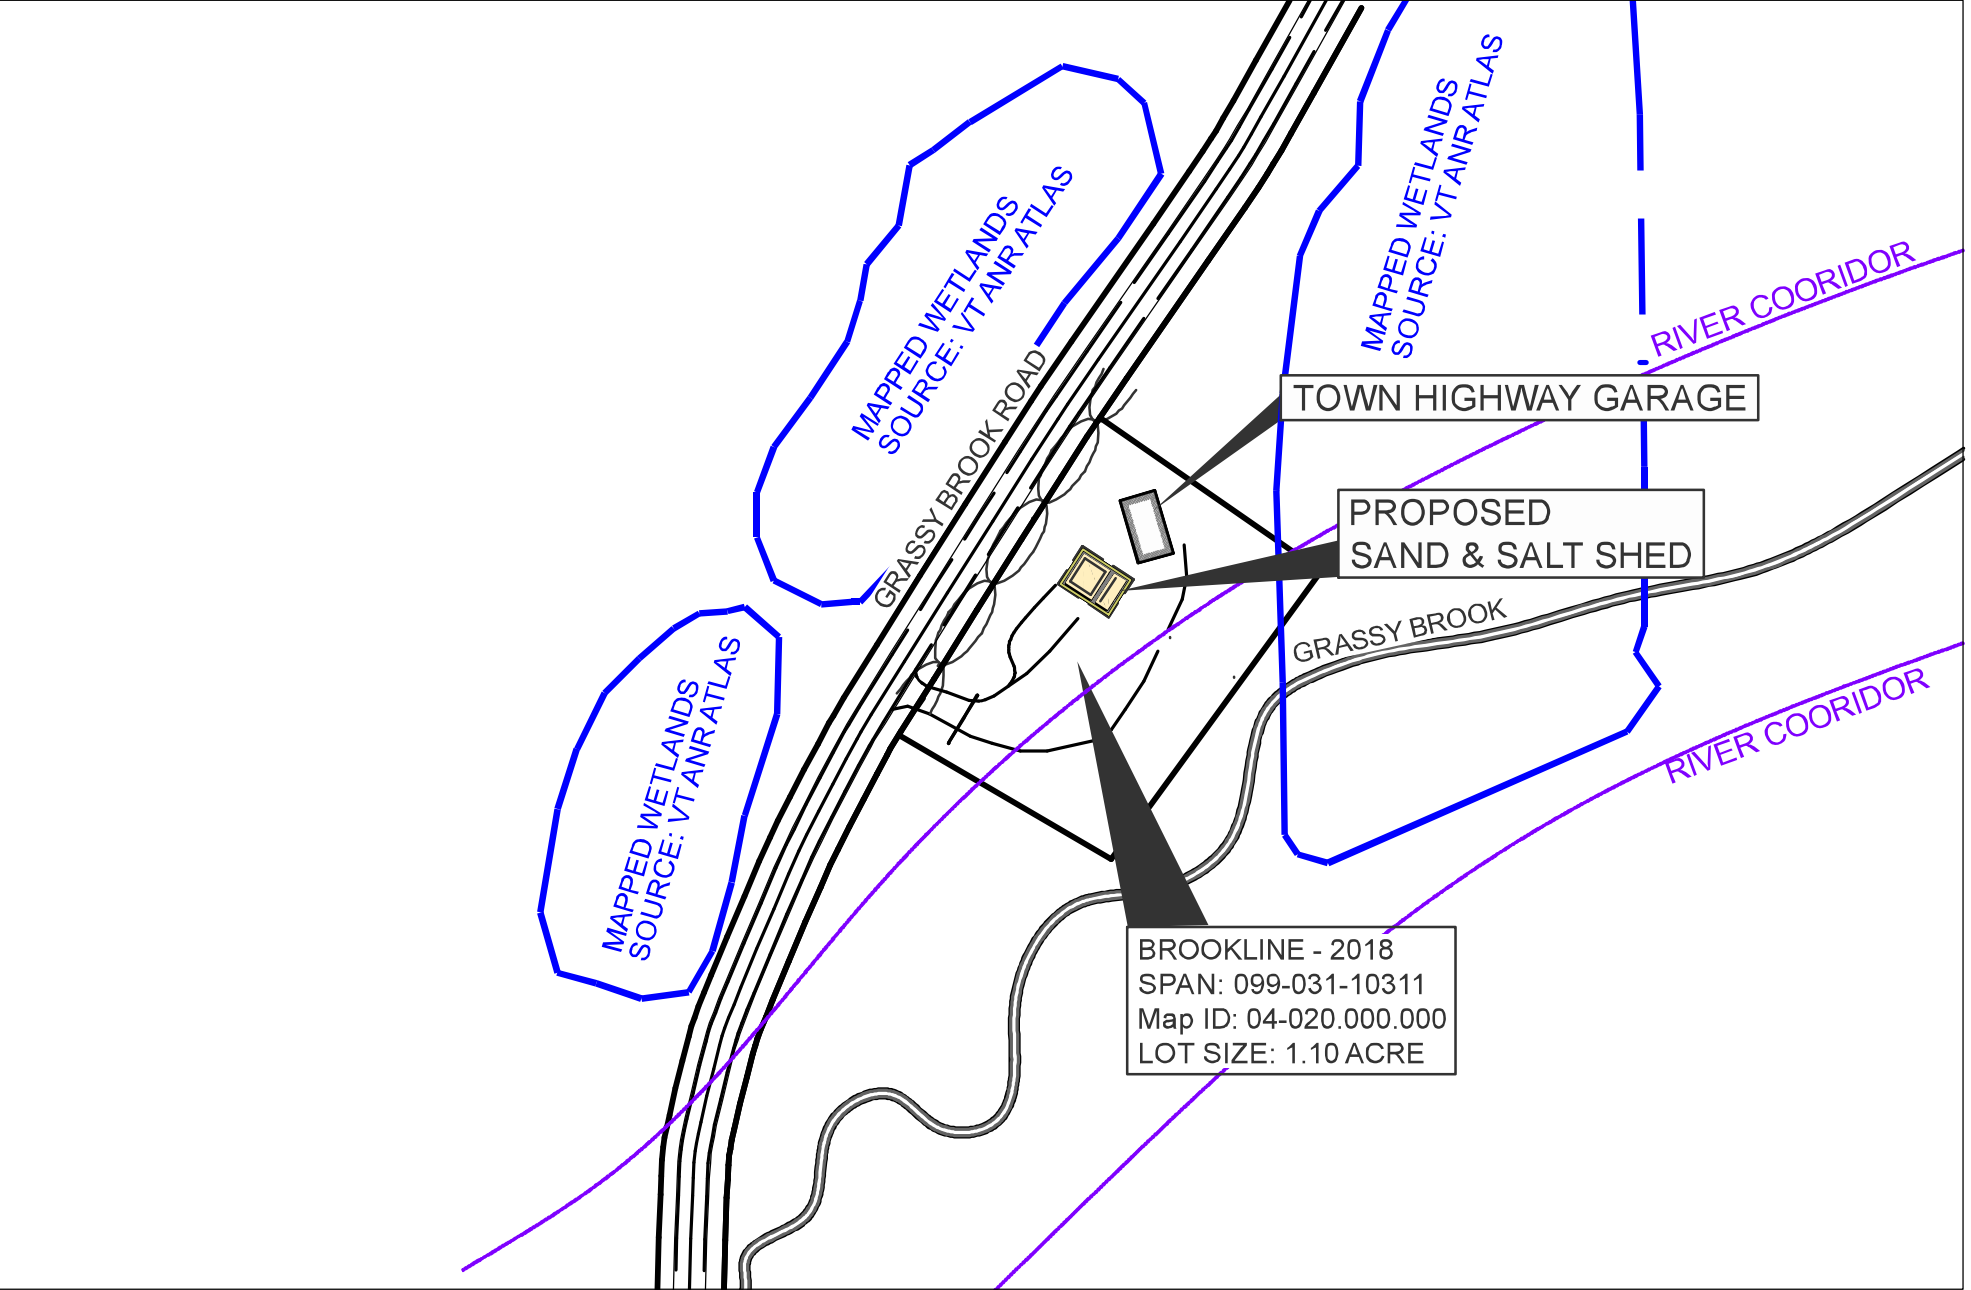 MAPPED WETLANDS
SOURCE: VT ANR ATLAS
MAPPED WETLANDS
SOURCE: VT ANR ATLAS
RIVER COORIDOR
GRASSY BROOK ROAD
TOWN HIGHWAY GARAGE
PROPOSED
SAND & SALT SHED
GRASSY BROOK
MAPPED WETLANDS
SOURCE: VT ANR ATLAS
RIVER COORIDOR
BROOKLINE - 2018
SPAN: 099-031-10311
Map ID: 04-020.000.000
LOT SIZE: 1.10 ACRE